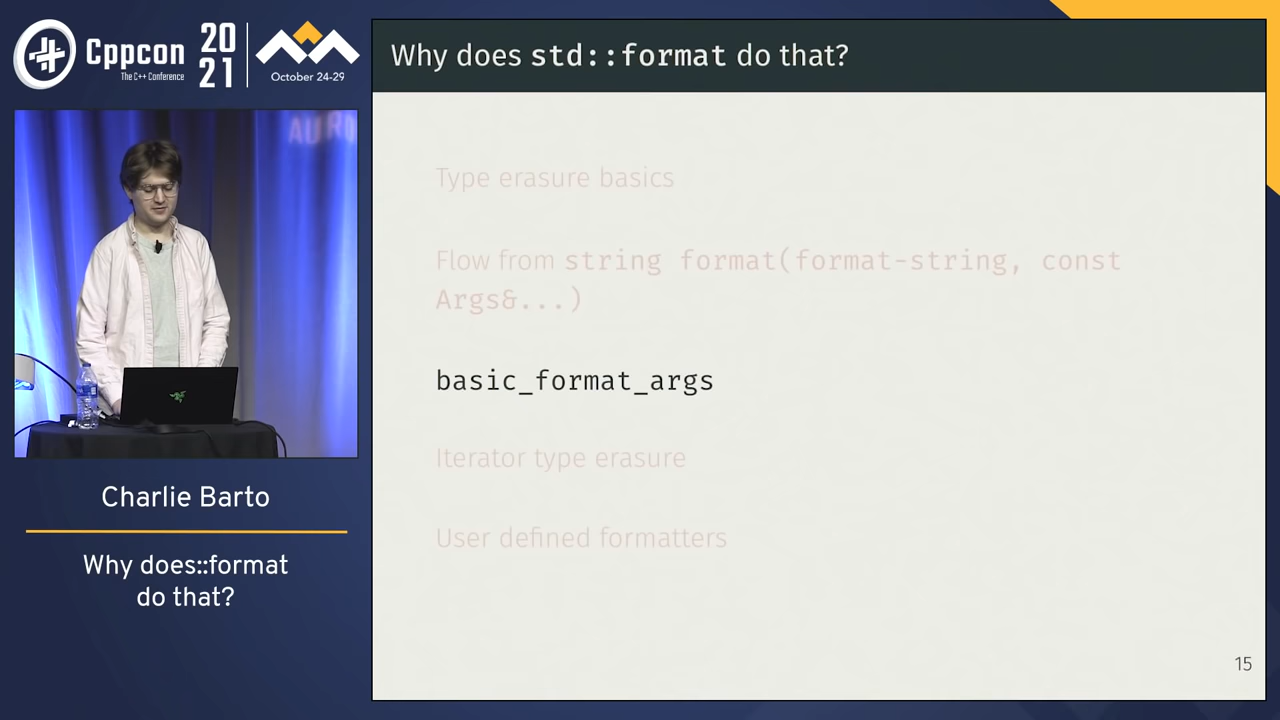 Cppcon
The C++ Conference
20
21
October 24-29
AURO
Charlie Barto
Why does::format
do that?
Why does std::format do that?
Type erasure basics
Flow from string format(format-string, const
Args&...)
basic_format_args
Iterator type erasure
User defined formatters
15